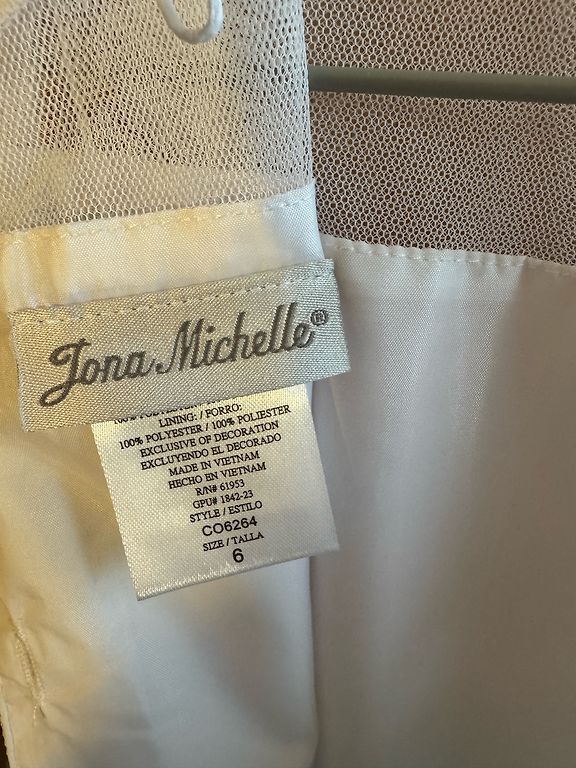 Jona Michelle®
LINING: / FORRO:
100% POLYESTER / 100% POLIESTER
EXCLUSIVE OF DECORATION
EXCLUYENDO EL DECORADO
MADE IN VIETNAM
HECHO EN VIETNAM
R/N# 61953
GPU# 1842-23
STYLE / ESTILO
CO6264
SIZE / TALLA
6